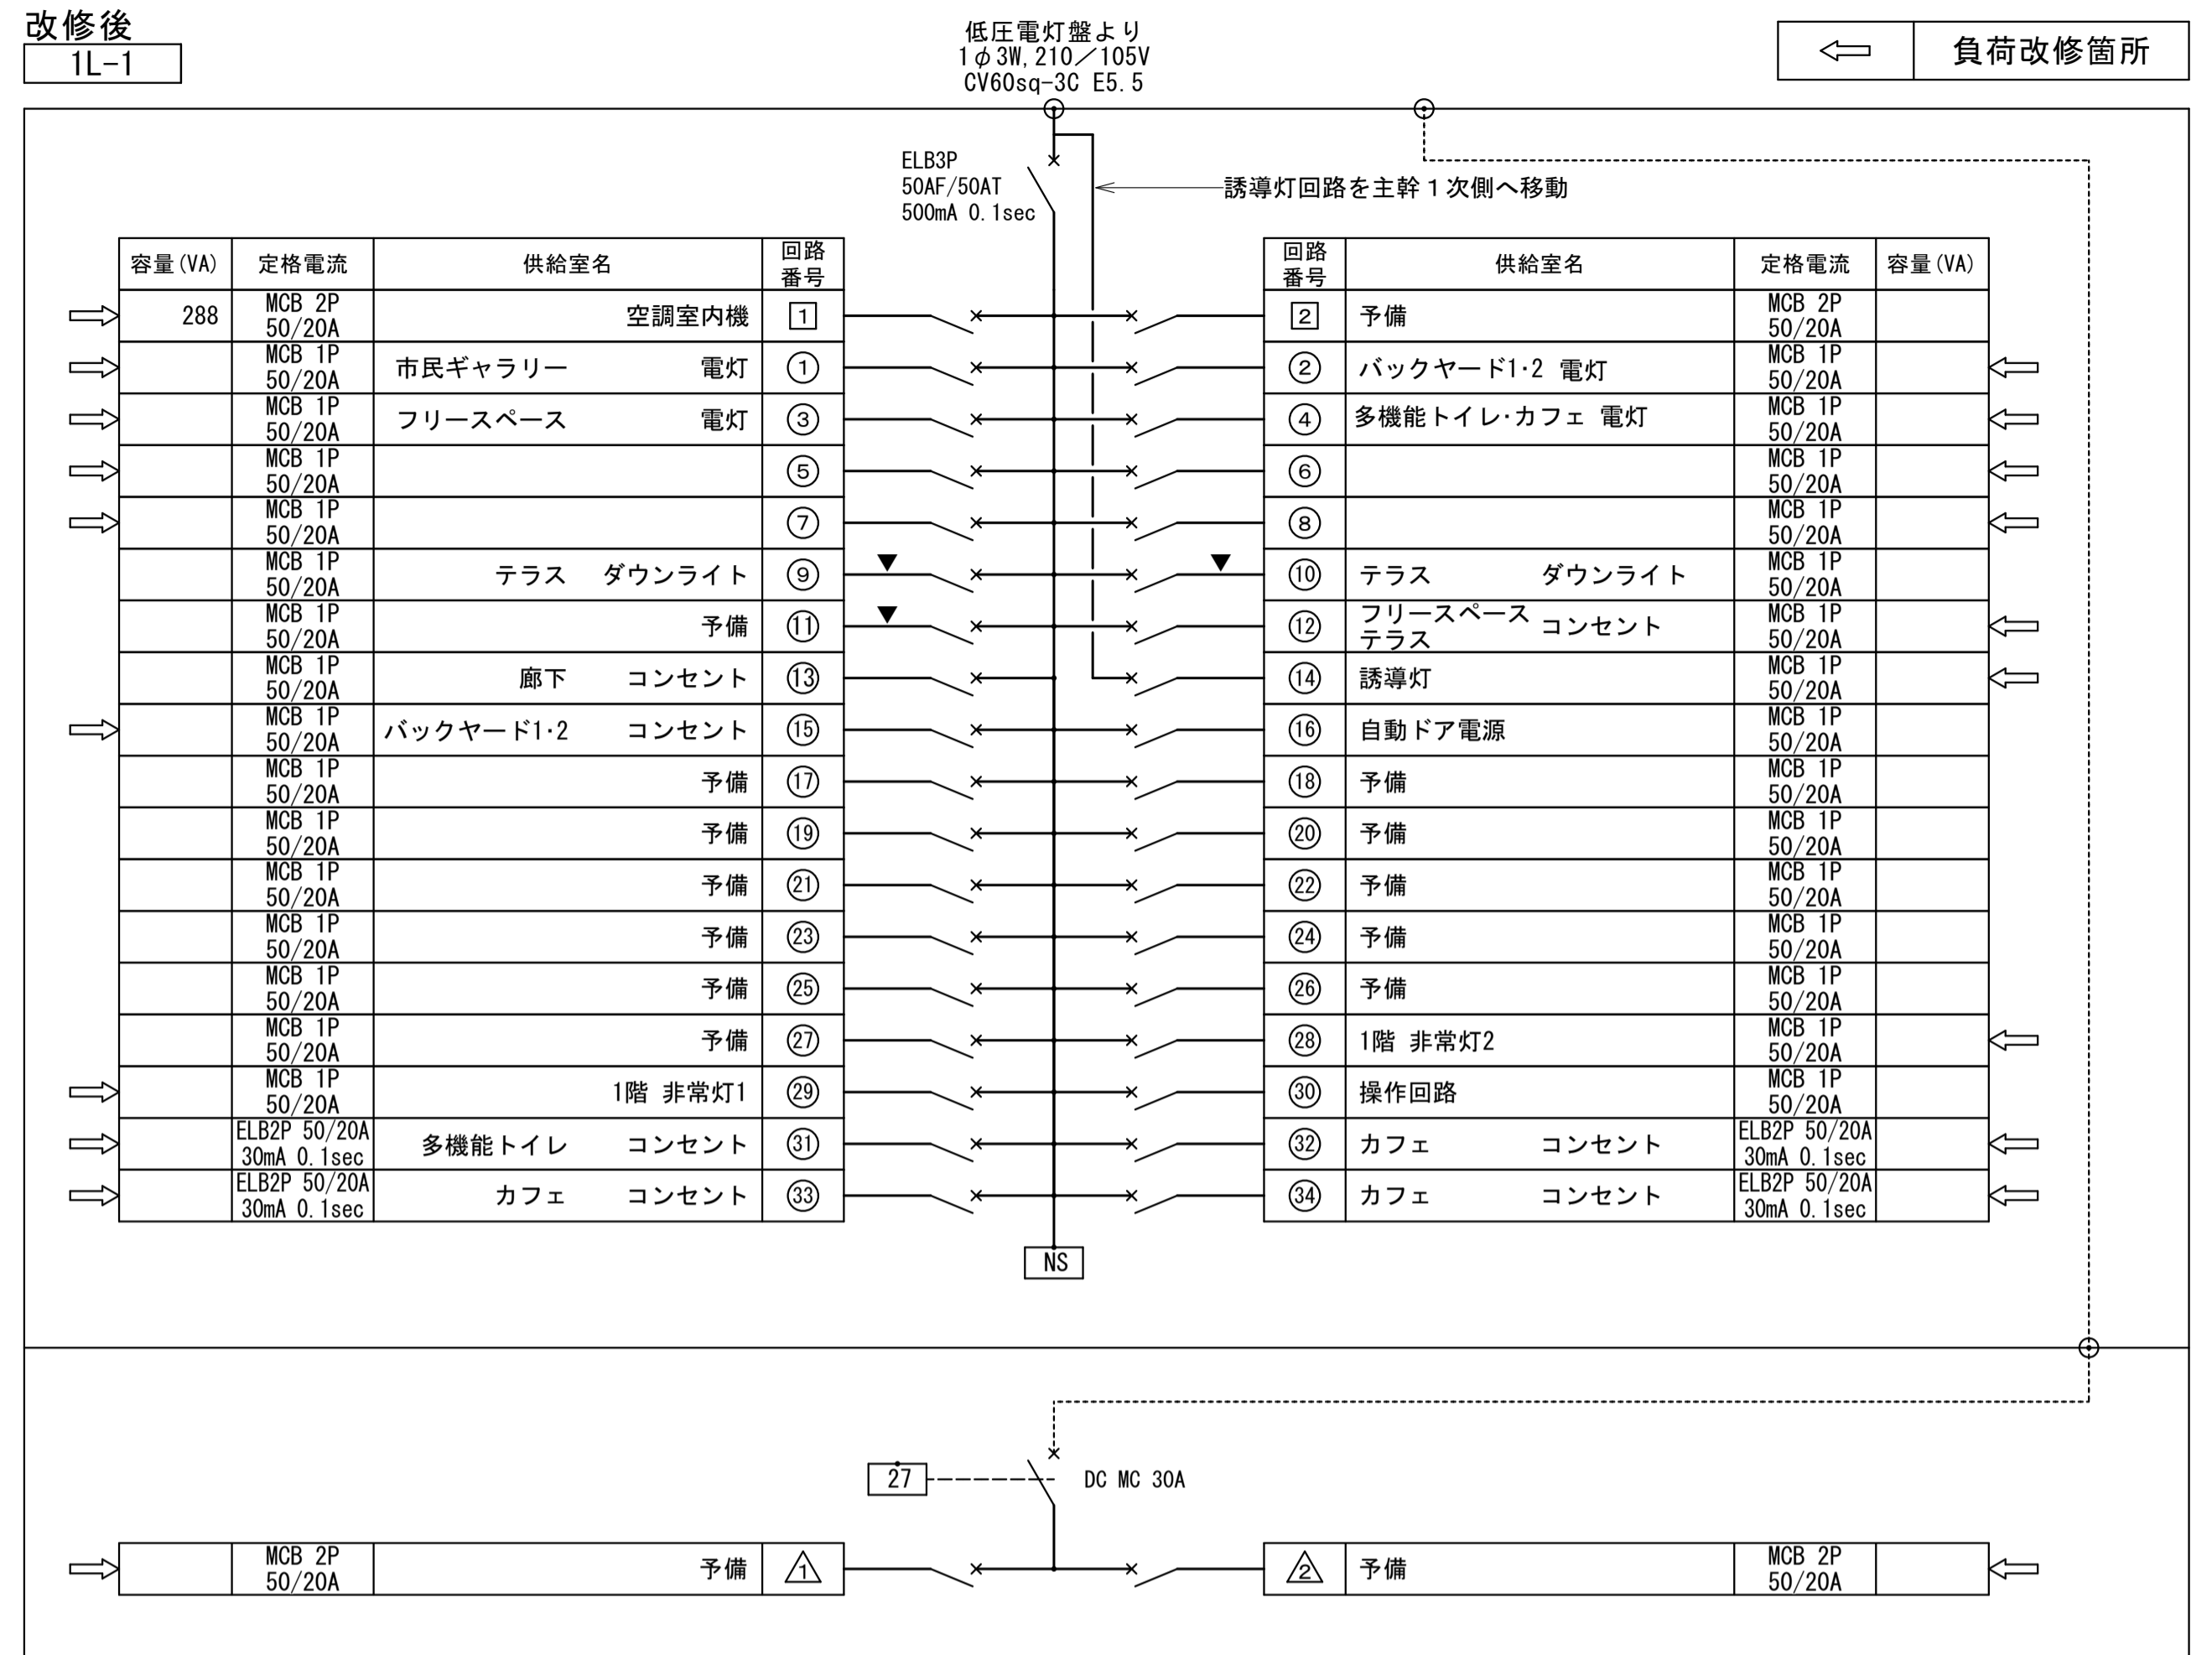 改修後
1L-1
低圧電灯盤より
1φ3W,210／105V
CV60sq-3C E5.5
⇦ 負荷改修箇所
ELB3P
50AF/50AT
500mA 0.1sec
誘導灯回路を主幹１次側へ移動
容量(VA) 定格電流 供給室名 回路番号
回路番号 供給室名 定格電流 容量(VA)
288 MCB 2P 50/20A 空調室内機 1
2 予備 MCB 2P 50/20A
MCB 1P 50/20A 市民ギャラリー 電灯 ①
② バックヤード1･2 電灯 MCB 1P 50/20A
MCB 1P 50/20A フリースペース 電灯 ③
④ 多機能トイレ･カフェ 電灯 MCB 1P 50/20A
MCB 1P 50/20A ⑤
⑥ MCB 1P 50/20A
MCB 1P 50/20A ⑦
⑧ MCB 1P 50/20A
MCB 1P 50/20A テラス ダウンライト ⑨
⑩ テラス ダウンライト MCB 1P 50/20A
MCB 1P 50/20A 予備 ⑪
⑫ フリースペース テラス コンセント MCB 1P 50/20A
MCB 1P 50/20A 廊下 コンセント ⑬
⑭ 誘導灯 MCB 1P 50/20A
MCB 1P 50/20A バックヤード1･2 コンセント ⑮
⑯ 自動ドア電源 MCB 1P 50/20A
MCB 1P 50/20A 予備 ⑰
⑱ 予備 MCB 1P 50/20A
MCB 1P 50/20A 予備 ⑲
⑳ 予備 MCB 1P 50/20A
MCB 1P 50/20A 予備 ㉑
㉒ 予備 MCB 1P 50/20A
MCB 1P 50/20A 予備 ㉓
㉔ 予備 MCB 1P 50/20A
MCB 1P 50/20A 予備 ㉕
㉖ 予備 MCB 1P 50/20A
MCB 1P 50/20A 予備 ㉗
㉘ 1階 非常灯2 MCB 1P 50/20A
MCB 1P 50/20A 1階 非常灯1 ㉙
㉚ 操作回路 MCB 1P 50/20A
ELB2P 50/20A 30mA 0.1sec 多機能トイレ コンセント ㉛
㉜ カフェ コンセント ELB2P 50/20A 30mA 0.1sec
ELB2P 50/20A 30mA 0.1sec カフェ コンセント ㉝
㉞ カフェ コンセント ELB2P 50/20A 30mA 0.1sec
NS
27
DC MC 30A
MCB 2P 50/20A 予備 1
2 予備 MCB 2P 50/20A